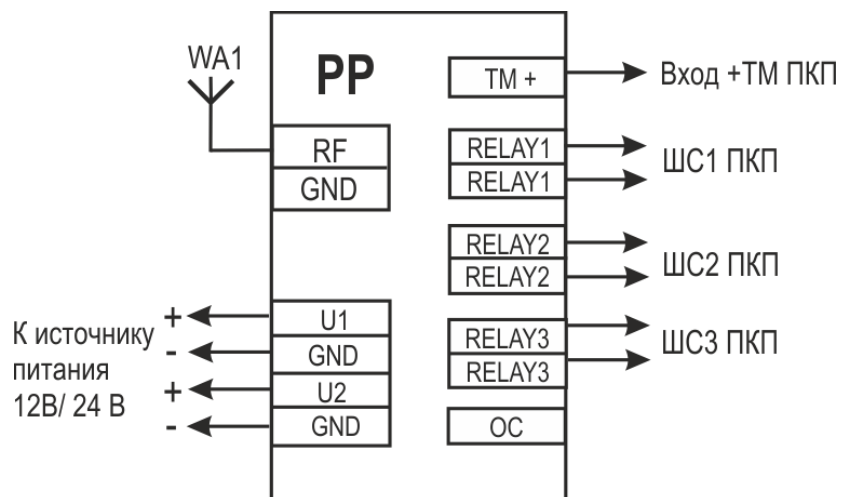 WA1
PP
TM +
Вход +ТМ ПКП
RF
GND
RELAY1
RELAY1
ШС1 ПКП
RELAY2
RELAY2
ШС2 ПКП
К источнику
питания
12В/ 24 В
+
-
+
-
U1
GND
U2
GND
RELAY3
RELAY3
ШС3 ПКП
OC